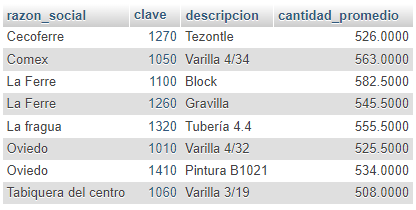 razon_social clave descripcion cantidad_promedio
Cecoferre 1270 Tezontle 526.0000
Comex 1050 Varilla 4/34 563.0000
La Ferre 1100 Block 582.5000
La Ferre 1260 Gravilla 545.5000
La fragua 1320 Tubería 4.4 555.5000
Oviedo 1010 Varilla 4/32 525.5000
Oviedo 1410 Pintura B1021 534.0000
Tabiquera del centro 1060 Varilla 3/19 508.0000